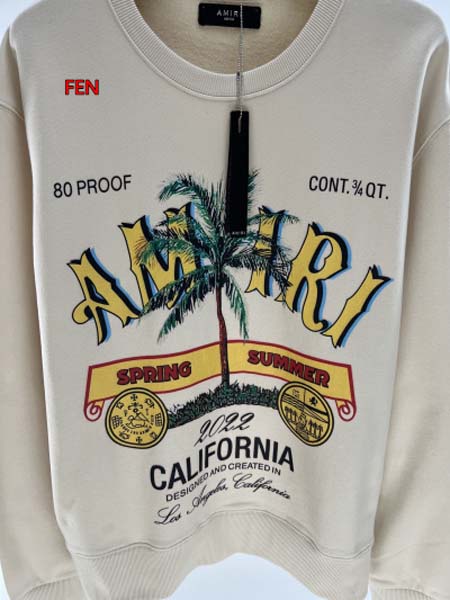 AMIRI
FEN
80 PROOF
CONT. ¾ QT.
AMIRI
AMIRI
SPRING SUMMER
2022
CALIFORNIA
DESIGNED AND CREATED IN
Los Angeles, California